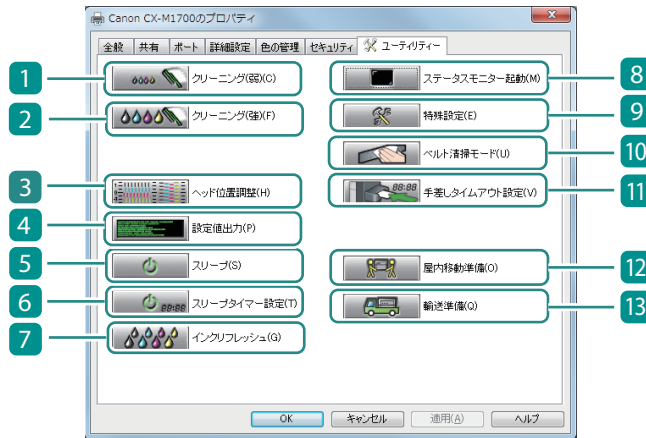 Canon CX-M1700のプロパティ
全般 共有 ポート 詳細設定 色の管理 セキュリティ ユーティリティー
1 クリーニング(弱)(C)
2 クリーニング(強)(F)
3 ヘッド位置調整(H)
4 設定値出力(P)
5 スリープ(S)
6 88:88 スリープタイマー設定(T)
7 インクリフレッシュ(G)
ステータスモニター起動(M) 8
特殊設定(E) 9
ベルト清掃モード(U) 10
88:88 手差しタイムアウト設定(V) 11
屋内移動準備(O) 12
輸送準備(Q) 13
OK キャンセル 適用(A) ヘルプ